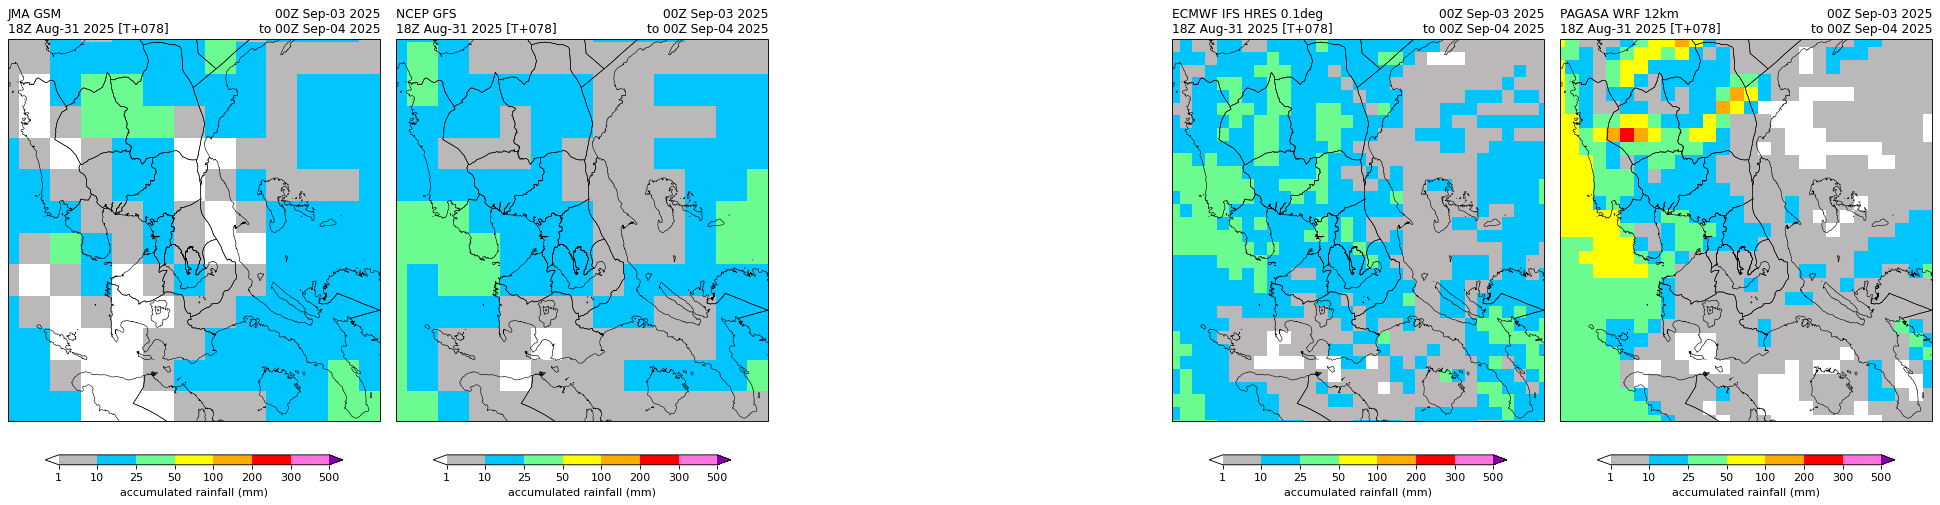 JMA GSM 00Z Sep-03 2025
18Z Aug-31 2025 [T+078] to 00Z Sep-04 2025
1 10 25 50 100 200 300 500
accumulated rainfall (mm)
NCEP GFS 00Z Sep-03 2025
18Z Aug-31 2025 [T+078] to 00Z Sep-04 2025
1 10 25 50 100 200 300 500
accumulated rainfall (mm)
ECMWF IFS HRES 0.1deg 00Z Sep-03 2025
18Z Aug-31 2025 [T+078] to 00Z Sep-04 2025
1 10 25 50 100 200 300 500
accumulated rainfall (mm)
PAGASA WRF 12km 00Z Sep-03 2025
18Z Aug-31 2025 [T+078] to 00Z Sep-04 2025
1 10 25 50 100 200 300 500
accumulated rainfall (mm)